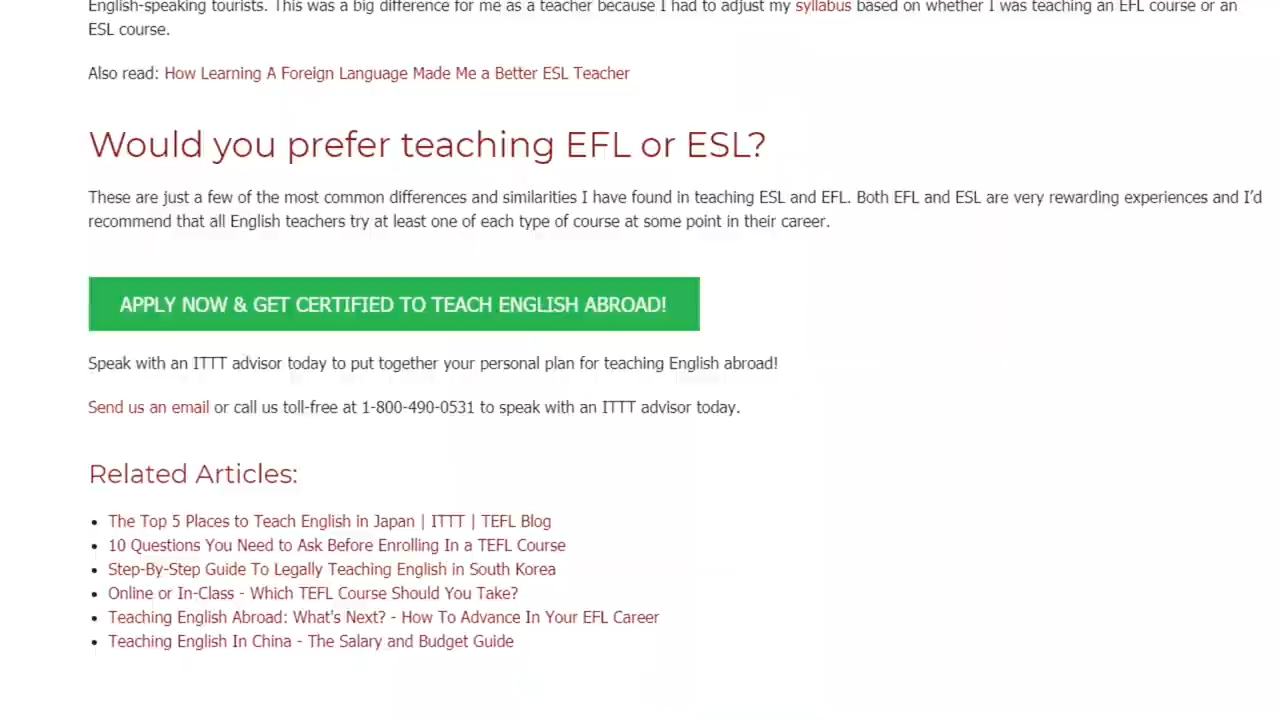 English-speaking tourists. This was a big difference for me as a teacher because I had to adjust my syllabus based on whether I was teaching an EFL course or an
ESL course.
Also read: How Learning A Foreign Language Made Me a Better ESL Teacher
Would you prefer teaching EFL or ESL?
These are just a few of the most common differences and similarities I have found in teaching ESL and EFL. Both EFL and ESL are very rewarding experiences and I’d
recommend that all English teachers try at least one of each type of course at some point in their career.
APPLY NOW & GET CERTIFIED TO TEACH ENGLISH ABROAD!
Speak with an ITTT advisor today to put together your personal plan for teaching English abroad!
Send us an email or call us toll-free at 1-800-490-0531 to speak with an ITTT advisor today.
Related Articles:
• The Top 5 Places to Teach English in Japan | ITTT | TEFL Blog
• 10 Questions You Need to Ask Before Enrolling In a TEFL Course
• Step-By-Step Guide To Legally Teaching English in South Korea
• Online or In-Class - Which TEFL Course Should You Take?
• Teaching English Abroad: What's Next? - How To Advance In Your EFL Career
• Teaching English In China - The Salary and Budget Guide